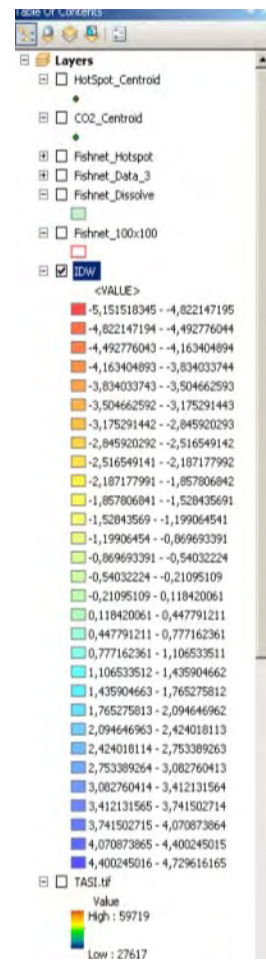 Table Of Contents
Layers
HotSpot_Centroid
CO2_Centroid
Fishnet_Hotspot
Fishnet_Data_3
Fishnet_Dissolve
Fishnet_100x100
IDW
<VALUE>
-5,151518345 - -4,822147195
-4,822147194 - -4,492776044
-4,492776043 - -4,163404894
-4,163404893 - -3,834033744
-3,834033743 - -3,504662593
-3,504662592 - -3,175291443
-3,175291442 - -2,845920293
-2,845920292 - -2,516549142
-2,516549141 - -2,187177992
-2,187177991 - -1,857806842
-1,857806841 - -1,528435691
-1,52843569 - -1,199064541
-1,19906454 - -0,869693391
-0,869693391 - -0,54032224
-0,54032224 - -0,21095109
-0,21095109 - 0,118420061
0,118420061 - 0,447791211
0,447791211 - 0,777162361
0,777162361 - 1,106533511
1,106533512 - 1,435904662
1,435904663 - 1,765275812
1,765275813 - 2,094646962
2,094646963 - 2,424018113
2,424018114 - 2,753389263
2,753389264 - 3,082760413
3,082760414 - 3,412131564
3,412131565 - 3,741502714
3,741502715 - 4,070873864
4,070873865 - 4,400245015
4,400245016 - 4,729616165
TASI.tif
Value
High : 59719
Low : 27617